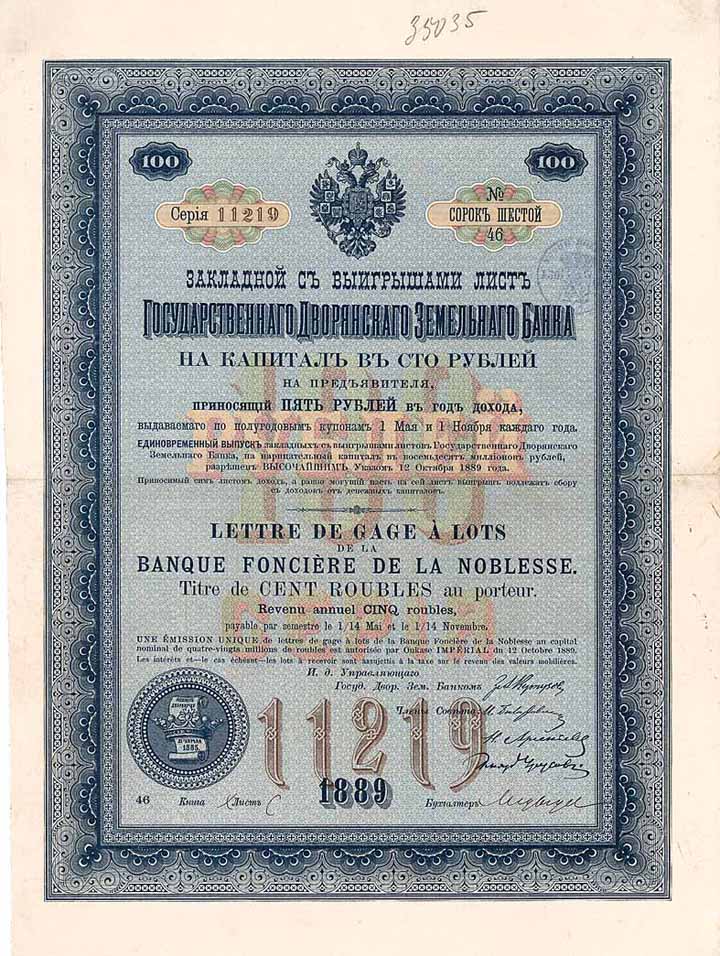 35035
100
100
Серія 11219
№
СОРОКЪ ШЕСТОЙ
46
ЗАКЛАДНОЙ СЪ ВЫИГРЫШАМИ ЛИСТЪ
ГОСУДАРСТВЕННАГО ДВОРЯНСКАГО ЗЕМЕЛЬНАГО БАНКА
НА КАПИТАЛЪ ВЪ СТО РУБЛЕЙ
НА ПРЕДЪЯВИТЕЛЯ,
ПРИНОСЯЩІЙ ПЯТЬ РУБЛЕЙ ВЪ ГОДЪ ДОХОДА,
выдаваемаго по полугодовымъ купонамъ 1 Мая и 1 Ноября каждаго года.
ЕДИНОВРЕМЕННЫЙ ВЫПУСКЪ закладныхъ съ выигрышами листовъ Государственнаго Дворянскаго
Земельнаго Банка, на нарицательный капиталъ въ восемьдесятъ милліоновъ рублей,
разрѣшенъ ВЫСОЧАЙШИМЪ Указомъ 12 Октября 1889 года.
Приносимый симъ листомъ доходъ, а равно могущій пасть на сей листъ выигрышъ подлежатъ сбору
съ доходовъ отъ денежныхъ капиталовъ.
LETTRE DE GAGE À LOTS
DE LA
BANQUE FONCIÈRE DE LA NOBLESSE.
Titre de CENT ROUBLES au porteur.
Revenu annuel CINQ roubles,
payable par semestre le 1/14 Mai et le 1/14 Novembre.
UNE ÉMISSION UNIQUE de lettres de gage à lots de la Banque Foncière de la Noblesse au capital
nominal de quatre-vingts millions de roubles est autorisée par Oukase IMPÉRIAL du 12 Octobre 1889.
Les intérêts et—le cas échéant—les lots à recevoir sont assujettis à la taxe sur le revenu des valeurs mobilières.
И. д. Управляющаго
Госуд. Двор. Зем. Банкомъ
Члены Совѣта
11219
1885.
1889
46 Книга Листъ
Бухгалтеръ